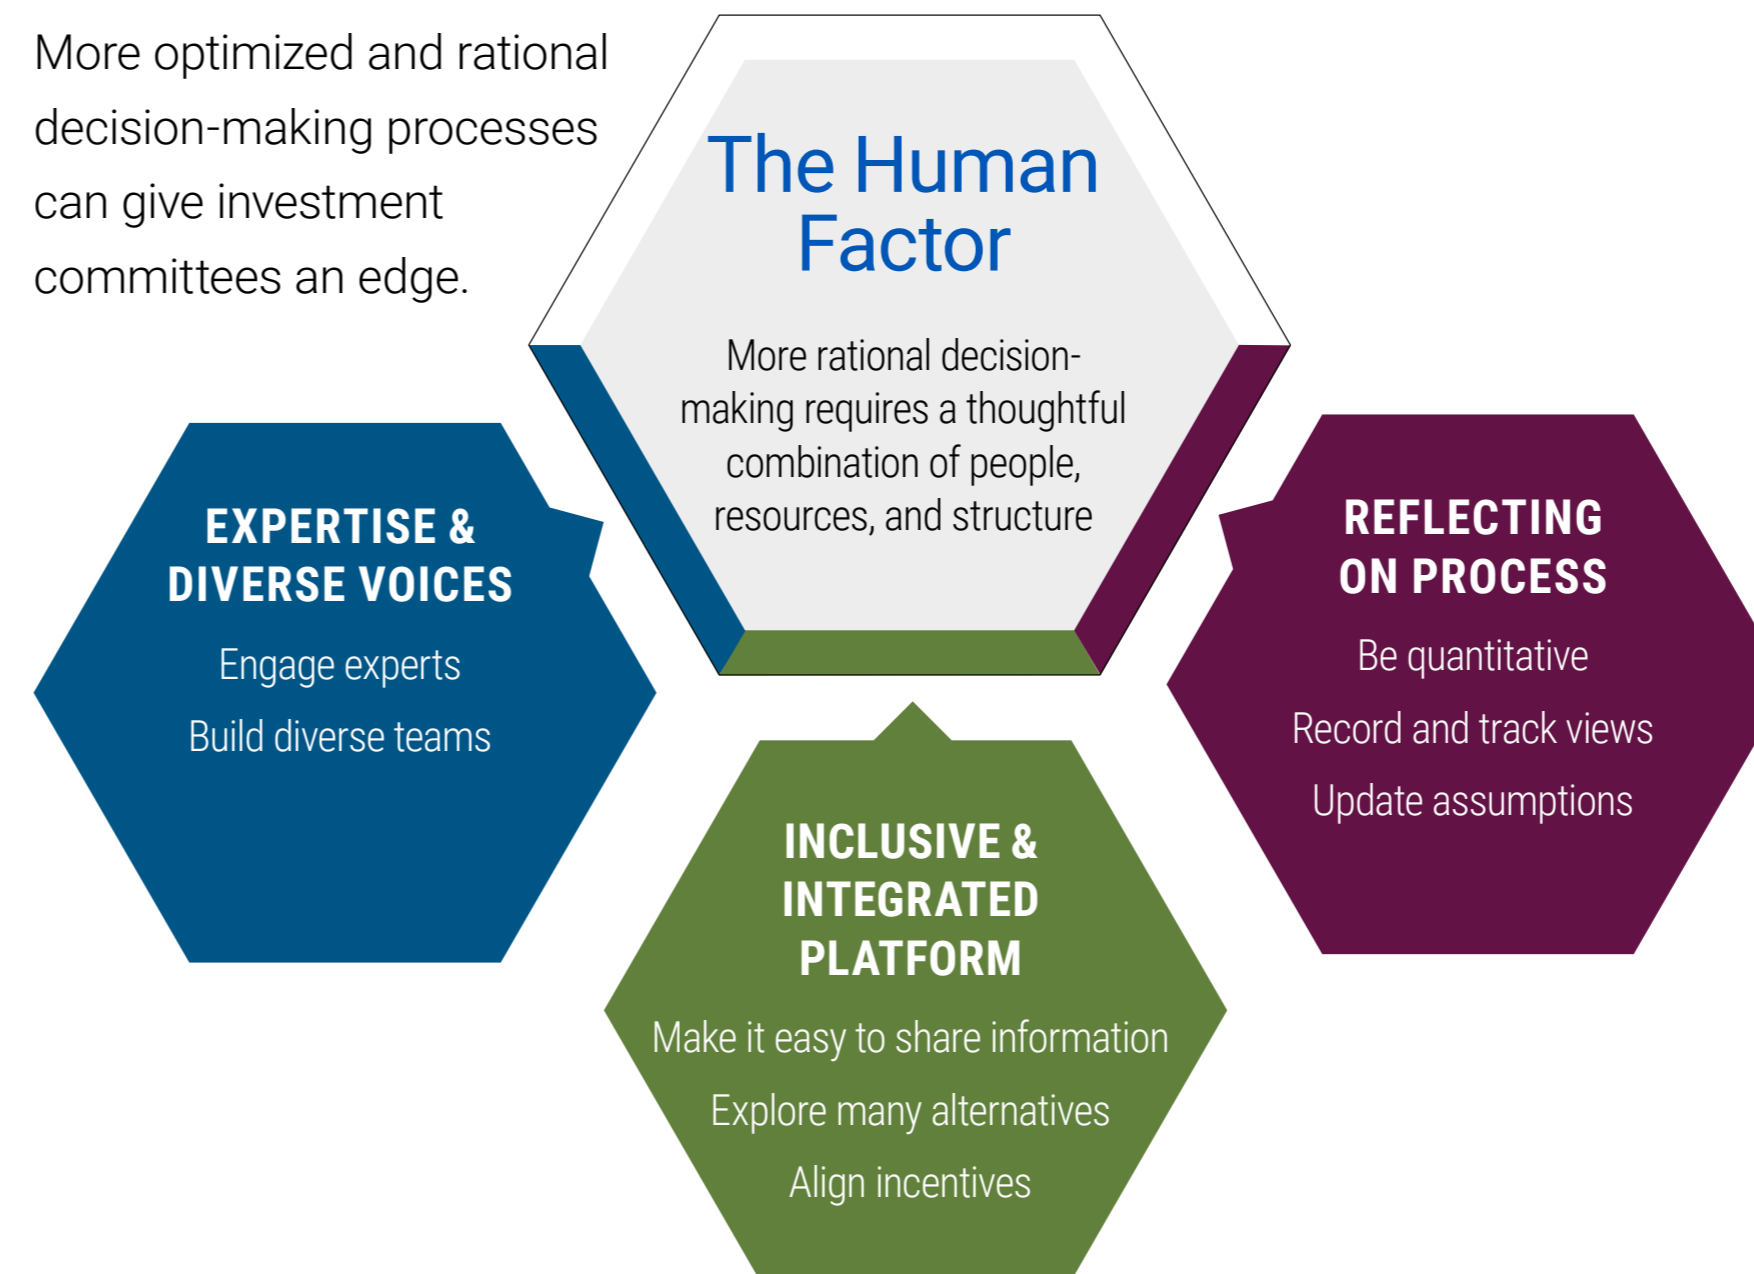 More optimized and rational
decision-making processes
can give investment
committees an edge.
The Human
Factor
More rational decision-
making requires a thoughtful
combination of people,
resources, and structure
EXPERTISE &
DIVERSE VOICES
Engage experts
Build diverse teams
INCLUSIVE &
INTEGRATED
PLATFORM
Make it easy to share information
Explore many alternatives
Align incentives
REFLECTING
ON PROCESS
Be quantitative
Record and track views
Update assumptions